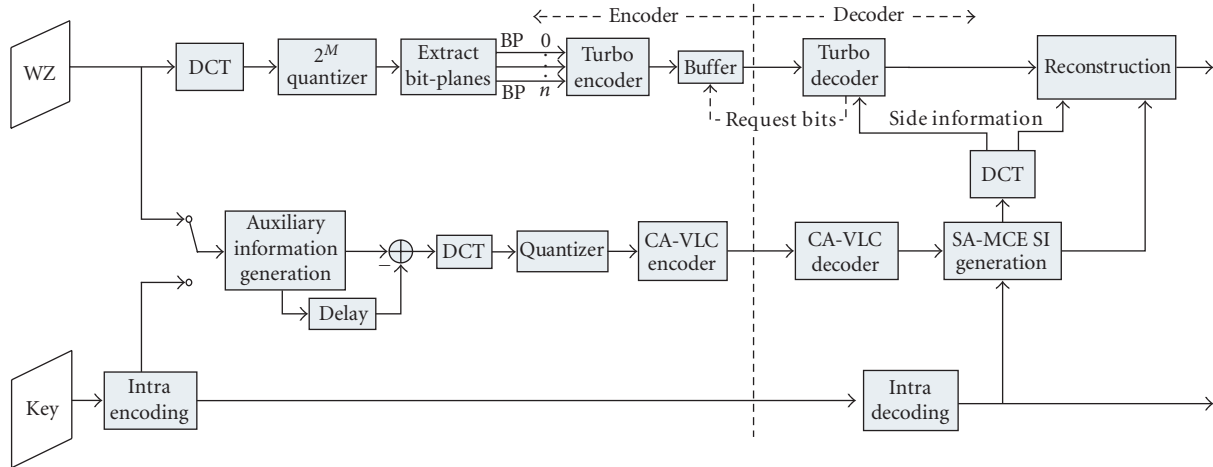 Encoder
Decoder
WZ
DCT
2^M
quantizer
Extract
bit-planes
BP 0
:
BP n
Turbo
encoder
Buffer
Turbo
decoder
Reconstruction
Request bits
Side information
DCT
Auxiliary
information
generation
−
DCT
Quantizer
CA-VLC
encoder
CA-VLC
decoder
SA-MCE SI
generation
Delay
Key
Intra
encoding
Intra
decoding